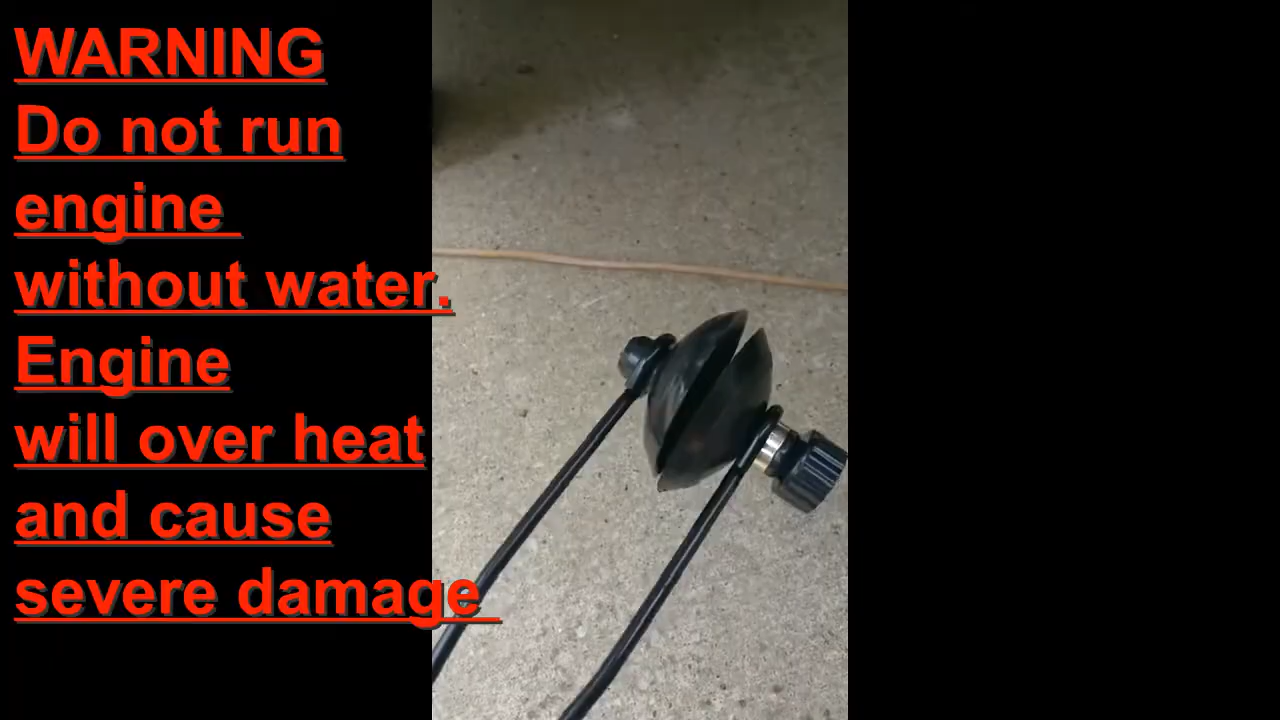 WARNING
Do not run
engine
without water.
Engine
will over heat
and cause
severe damage